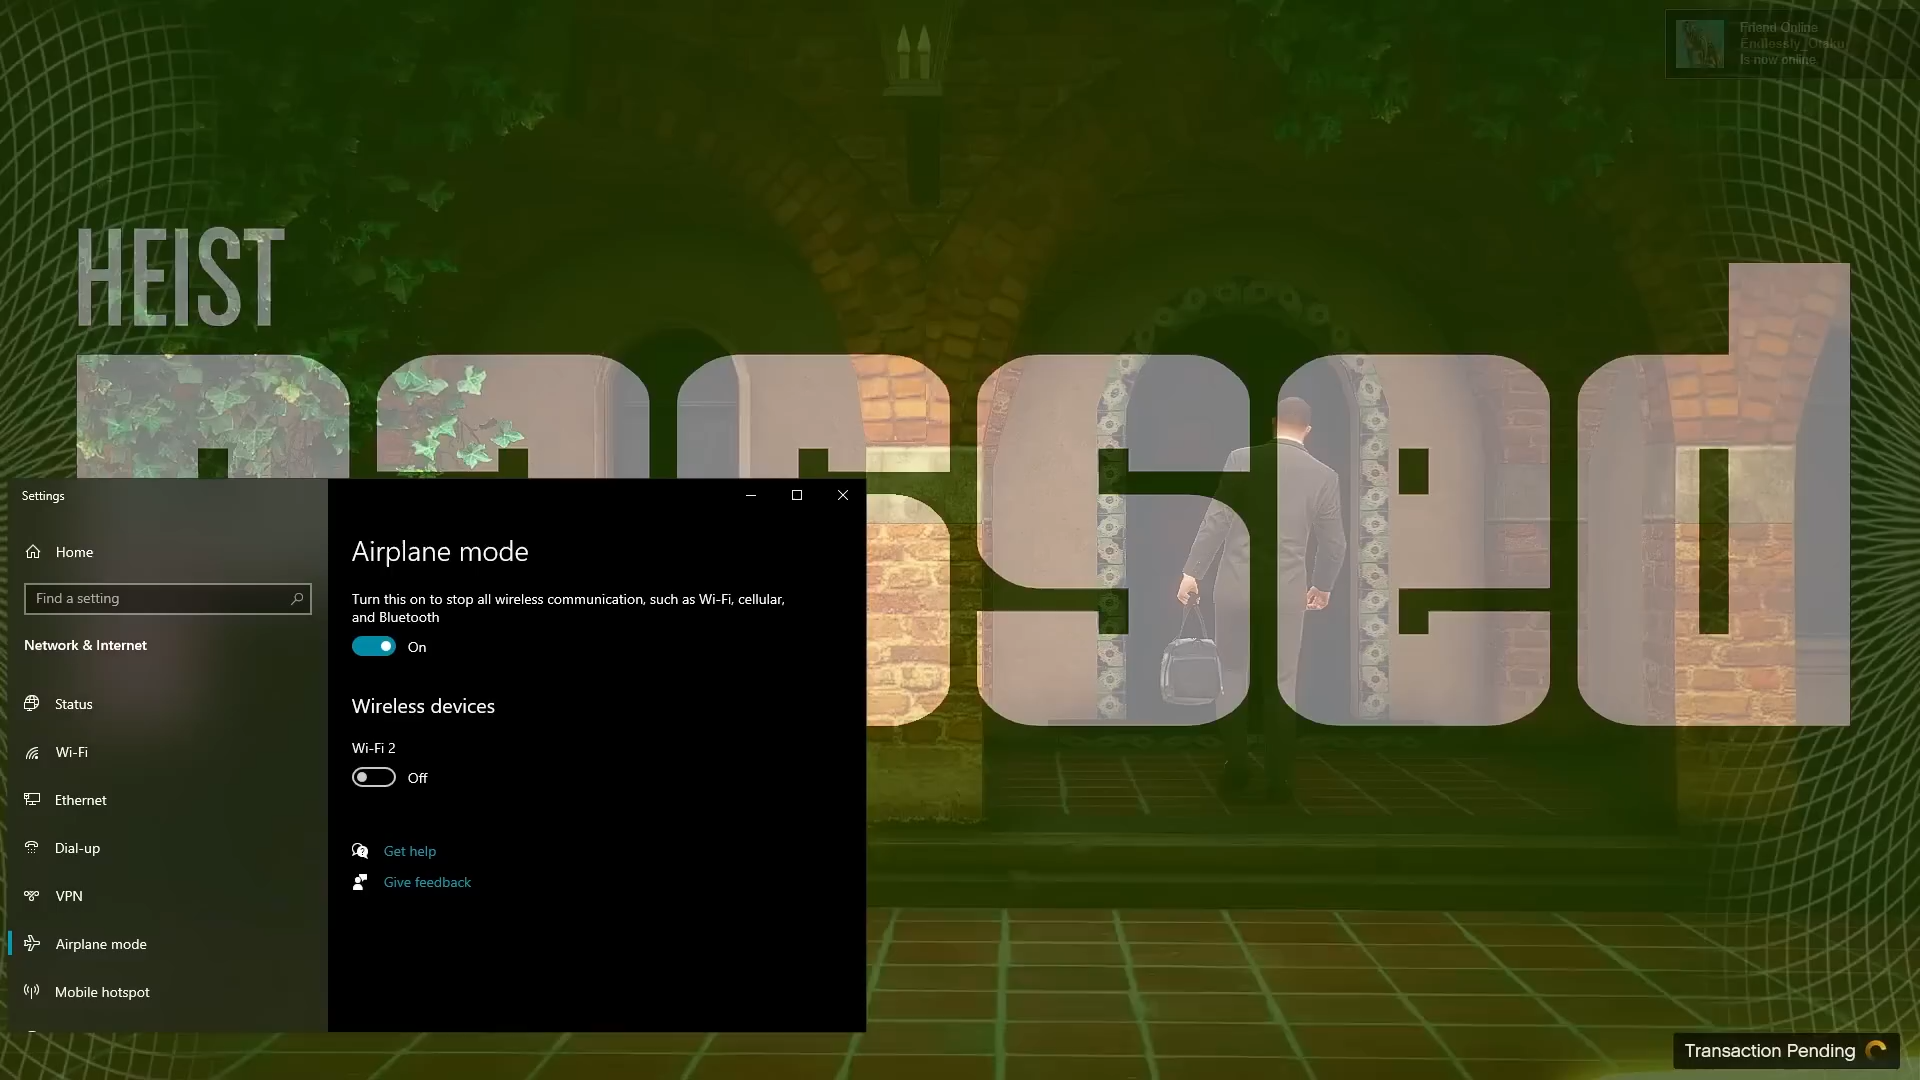 Friend Online
Endlessly_Otaku
Is now online.
HEIST
passed
Settings
Home
Find a setting
Network & Internet
Status
Wi-Fi
Ethernet
Dial-up
VPN
Airplane mode
Mobile hotspot
Airplane mode
Turn this on to stop all wireless communication, such as Wi-Fi, cellular,
and Bluetooth
On
Wireless devices
Wi-Fi 2
Off
Get help
Give feedback
Transaction Pending